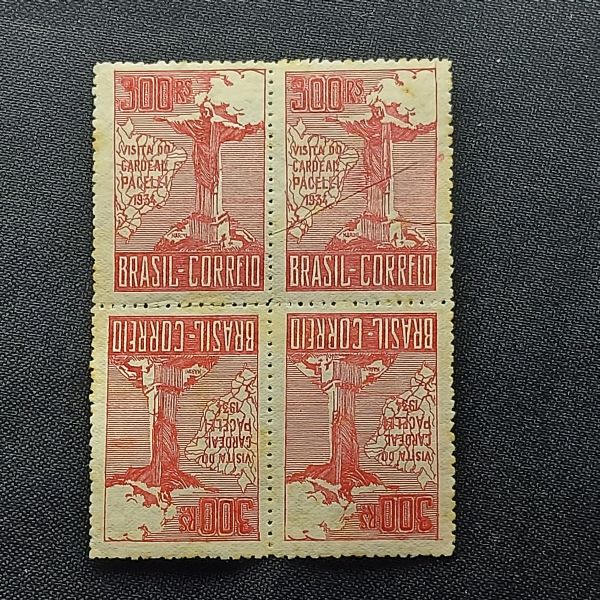 300 RS
VISITA DO
CARDEAL
PACELLI
1934
BRASIL-CORREIO
300 RS
VISITA DO
CARDEAL
PACELLI
1934
BRASIL-CORREIO
300 RS
VISITA DO
CARDEAL
PACELLI
1934
BRASIL-CORREIO
300 RS
VISITA DO
CARDEAL
PACELLI
1934
BRASIL-CORREIO